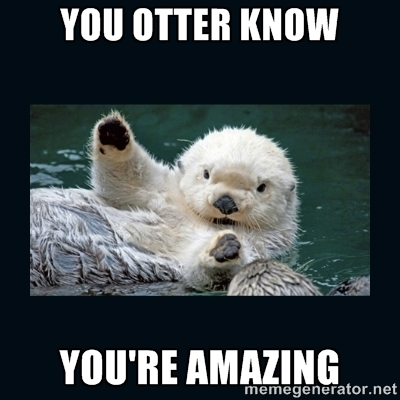 YOU OTTER KNOW
YOU'RE AMAZING
memegenerator.net